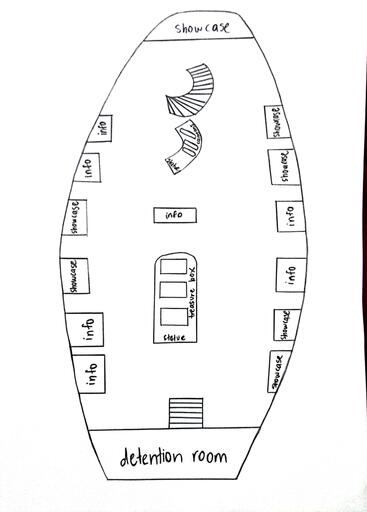 showcase
info
showcase
statue
info
showcase
showcase
info
info
showcase
info
treasure box
info
showcase
statue
info
showcase
detention room